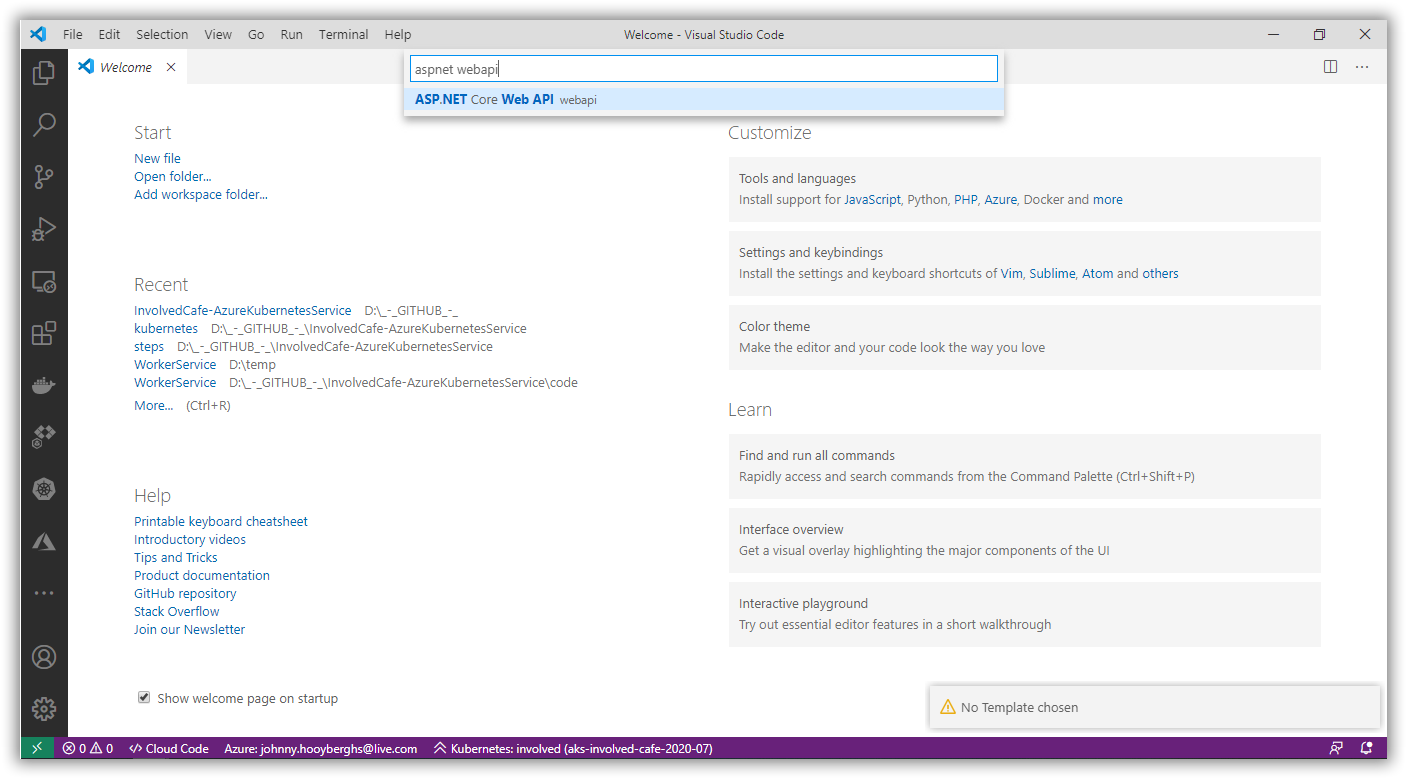 File Edit Selection View Go Run Terminal Help Welcome - Visual Studio Code
Welcome
aspnet webapi
ASP.NET Core Web API webapi
Start
New file
Open folder...
Add workspace folder...
Recent
InvolvedCafe-AzureKubernetesService D:\_-_GITHUB_-_
kubernetes D:\_-_GITHUB_-_\InvolvedCafe-AzureKubernetesService
steps D:\_-_GITHUB_-_\InvolvedCafe-AzureKubernetesService
WorkerService D:\temp
WorkerService D:\_-_GITHUB_-_\InvolvedCafe-AzureKubernetesService\code
More... (Ctrl+R)
Help
Printable keyboard cheatsheet
Introductory videos
Tips and Tricks
Product documentation
GitHub repository
Stack Overflow
Join our Newsletter
Show welcome page on startup
Customize
Tools and languages
Install support for JavaScript, Python, PHP, Azure, Docker and more
Settings and keybindings
Install the settings and keyboard shortcuts of Vim, Sublime, Atom and others
Color theme
Make the editor and your code look the way you love
Learn
Find and run all commands
Rapidly access and search commands from the Command Palette (Ctrl+Shift+P)
Interface overview
Get a visual overlay highlighting the major components of the UI
Interactive playground
Try out essential editor features in a short walkthrough
No Template chosen
0 0 Cloud Code Azure: johnny.hooyberghs@live.com Kubernetes: involved (aks-involved-cafe-2020-07)